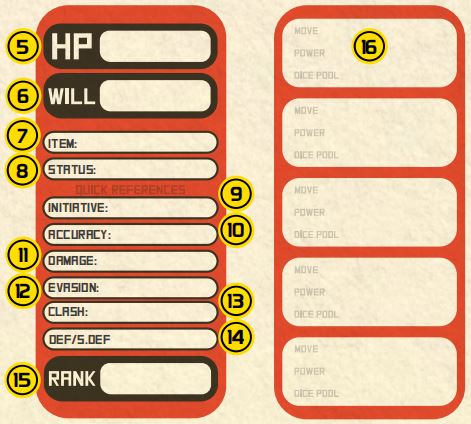 5 HP
6 WILL
7 ITEM:
8 STATUS:
QUICK REFERENCES
9 INITIATIVE:
10 ACCURACY:
11 DAMAGE:
12 EVASION:
13 CLASH:
14 DEF/S.DEF
15 RANK
16
MOVE
POWER
DICE POOL
MOVE
POWER
DICE POOL
MOVE
POWER
DICE POOL
MOVE
POWER
DICE POOL
MOVE
POWER
DICE POOL